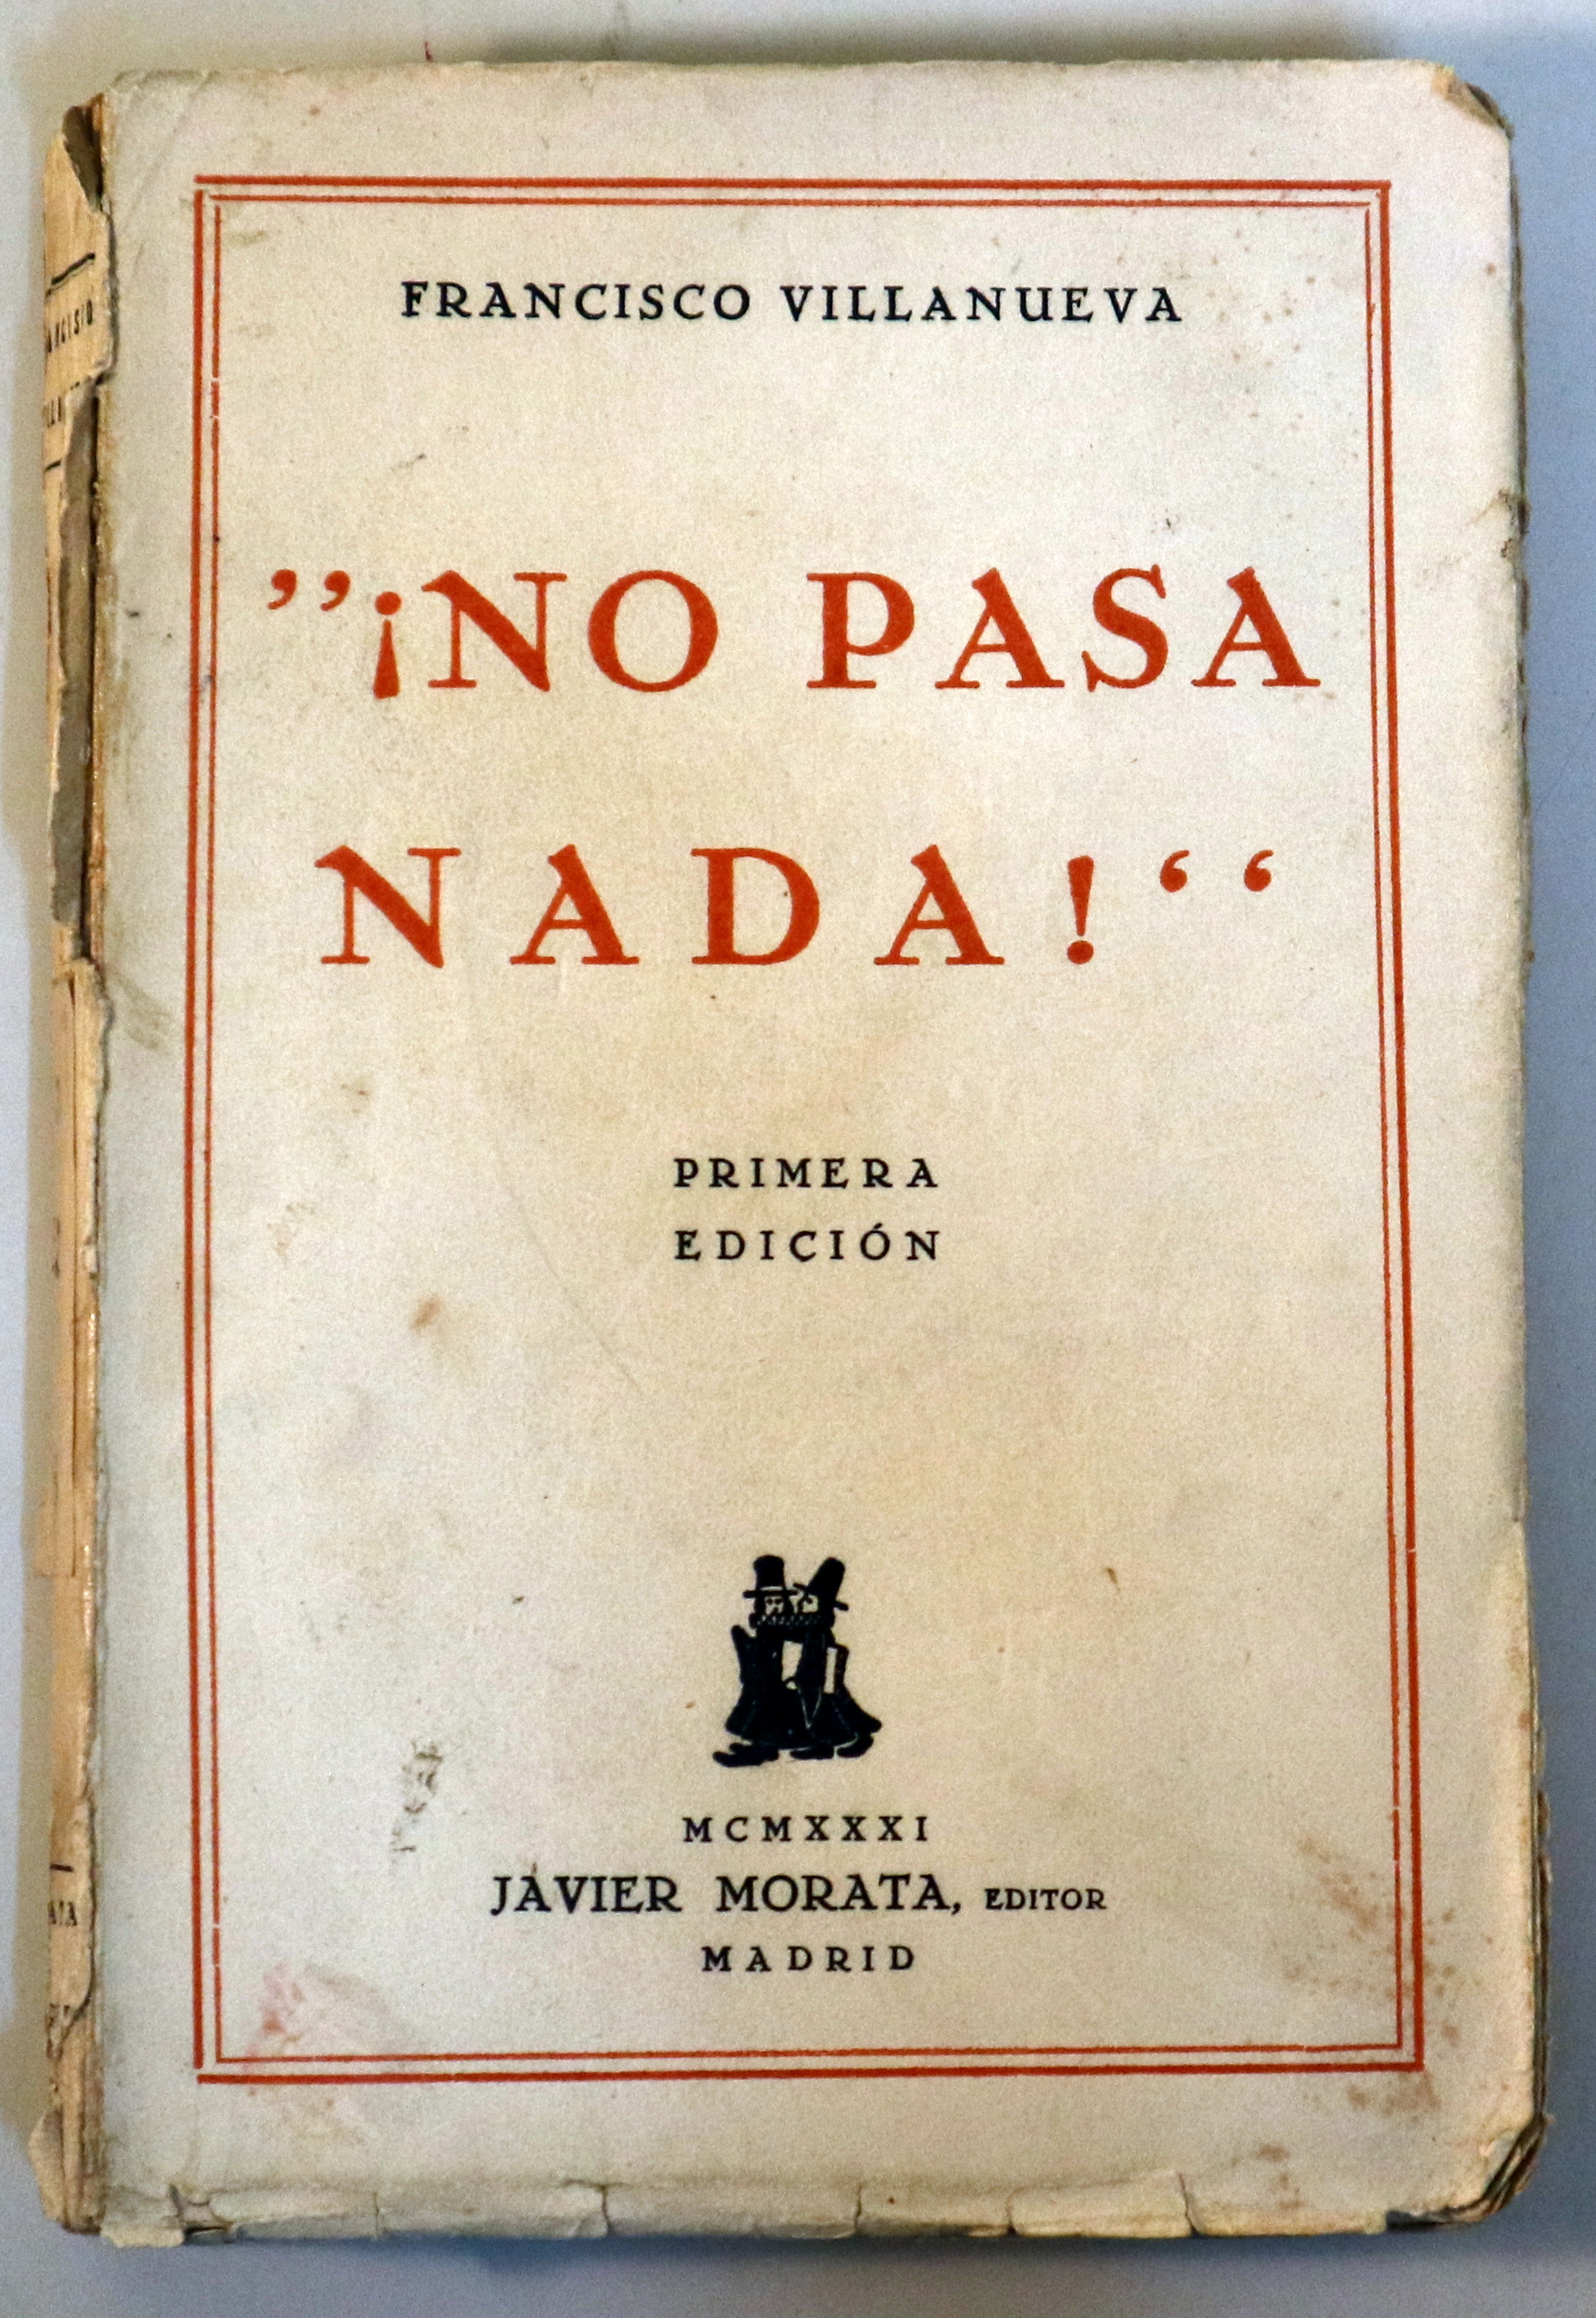 FRANCISCO VILLANUEVA
’’¡NO PASA
NADA!‘‘
PRIMERA
EDICIÓN
MCMXXXI
JAVIER MORATA, EDITOR
MADRID